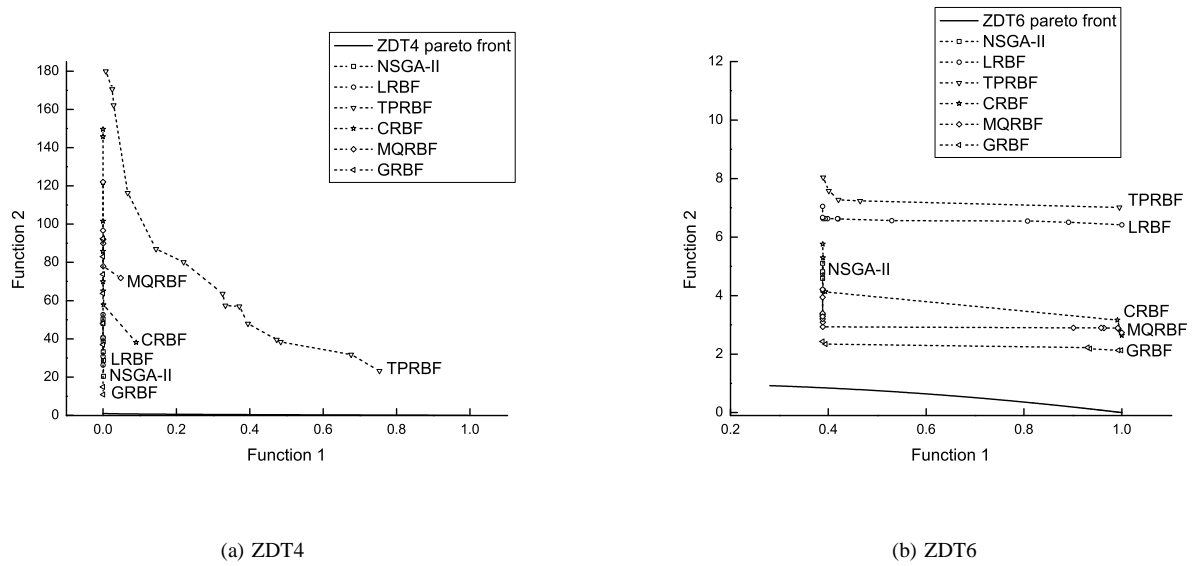 ZDT4 pareto front
NSGA-II
LRBF
TPRBF
CRBF
MQRBF
GRBF
180
160
140
120
100
80
60
40
20
0
Function 2
MQRBF
CRBF
LRBF
NSGA-II
GRBF
TPRBF
0.0 0.2 0.4 0.6 0.8 1.0
Function 1
(a) ZDT4
ZDT6 pareto front
NSGA-II
LRBF
TPRBF
CRBF
MQRBF
GRBF
12
10
8
6
4
2
0
Function 2
TPRBF
LRBF
NSGA-II
CRBF
MQRBF
GRBF
0.2 0.4 0.6 0.8 1.0
Function 1
(b) ZDT6